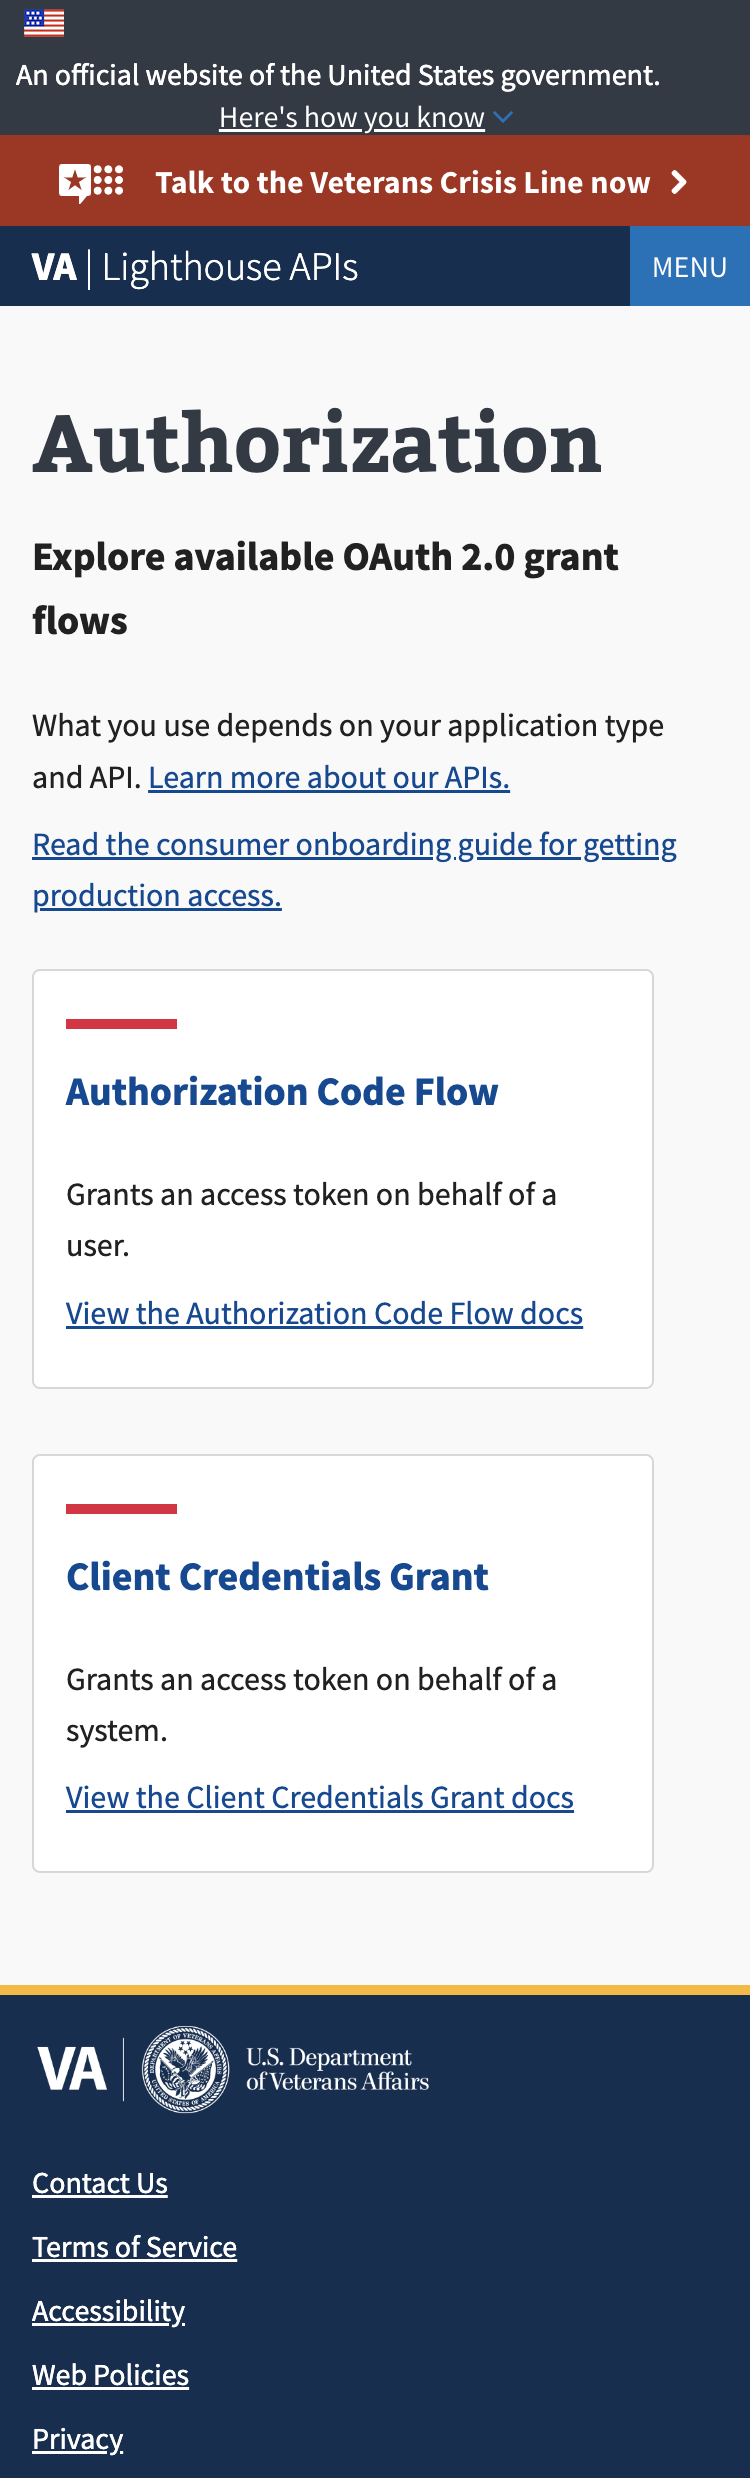 An official website of the United States government.
Here's how you know
Talk to the Veterans Crisis Line now
VA | Lighthouse APIs
MENU
Authorization
Explore available OAuth 2.0 grant
flows
What you use depends on your application type
and API. Learn more about our APIs.
Read the consumer onboarding guide for getting
production access.
Authorization Code Flow
Grants an access token on behalf of a
user.
View the Authorization Code Flow docs
Client Credentials Grant
Grants an access token on behalf of a
system.
View the Client Credentials Grant docs
VA
U.S. Department
of Veterans Affairs
Contact Us
Terms of Service
Accessibility
Web Policies
Privacy